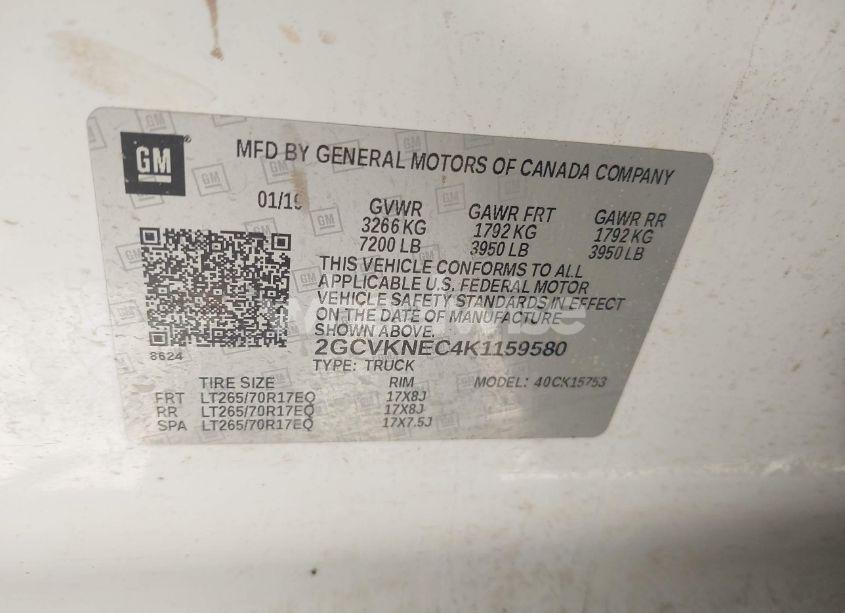 GM
MFD BY GENERAL MOTORS OF CANADA COMPANY
01/19
GVWR GAWR FRT GAWR RR
3266 KG 1792 KG 1792 KG
7200 LB 3950 LB 3950 LB
THIS VEHICLE CONFORMS TO ALL
APPLICABLE U.S. FEDERAL MOTOR
VEHICLE SAFETY STANDARDS IN EFFECT
ON THE DATE OF MANUFACTURE
SHOWN ABOVE.
2GCVKNEC4K1159580
8624
TYPE: TRUCK
TIRE SIZE RIM MODEL: 40CK15753
FRT LT265/70R17EQ 17X8J
RR LT265/70R17EQ 17X8J
SPA LT265/70R17EQ 17X7.5J